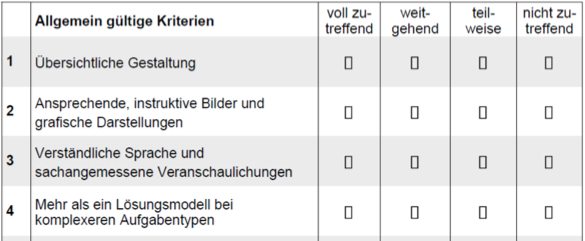 Allgemein gültige Kriterien voll zu- weit- teil- nicht zu-
treffend gehend weise treffend
1 Übersichtliche Gestaltung
2 Ansprechende, instruktive Bilder und
grafische Darstellungen
3 Verständliche Sprache und
sachangemessene Veranschaulichungen
4 Mehr als ein Lösungsmodell bei
komplexeren Aufgabentypen